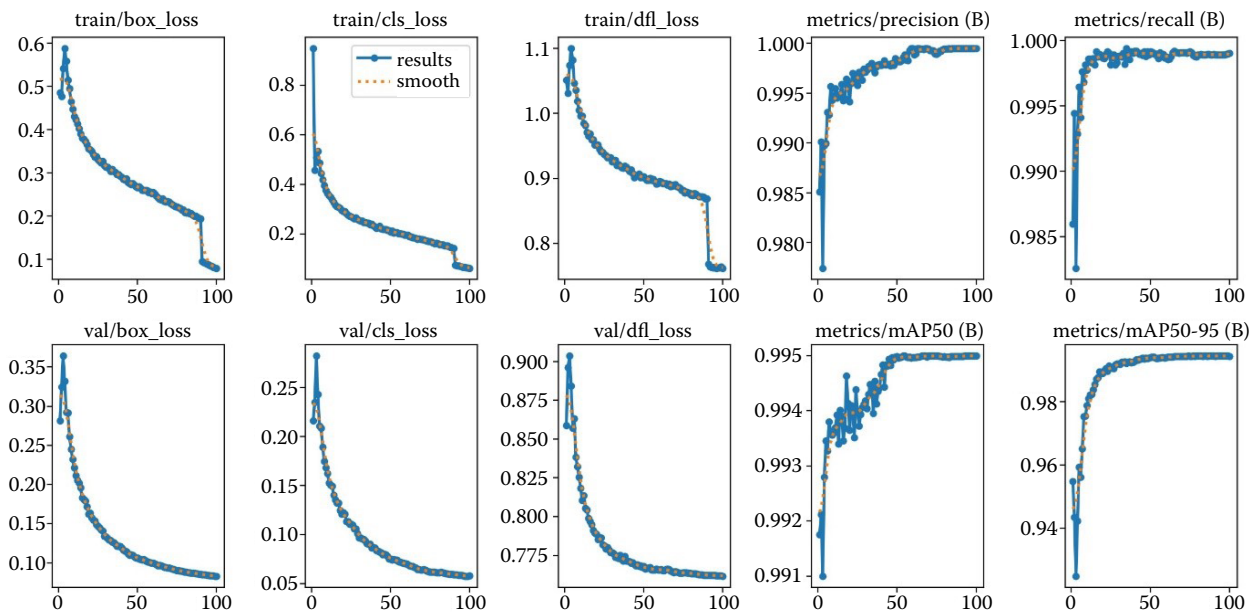 train/box_loss
0.6
0.5
0.4
0.3
0.2
0.1
0 50 100
train/cls_loss
results
smooth
0.8
0.6
0.4
0.2
0 50 100
train/dfl_loss
1.1
1.0
0.9
0.8
0 50 100
metrics/precision (B)
1.000
0.995
0.990
0.985
0.980
0 50 100
metrics/recall (B)
1.000
0.995
0.990
0.985
0 50 100
val/box_loss
0.35
0.30
0.25
0.20
0.15
0.10
0 50 100
val/cls_loss
0.25
0.20
0.15
0.10
0.05
0 50 100
val/dfl_loss
0.900
0.875
0.850
0.825
0.800
0.775
0 50 100
metrics/mAP50 (B)
0.995
0.994
0.993
0.992
0.991
0 50 100
metrics/mAP50-95 (B)
0.98
0.96
0.94
0 50 100